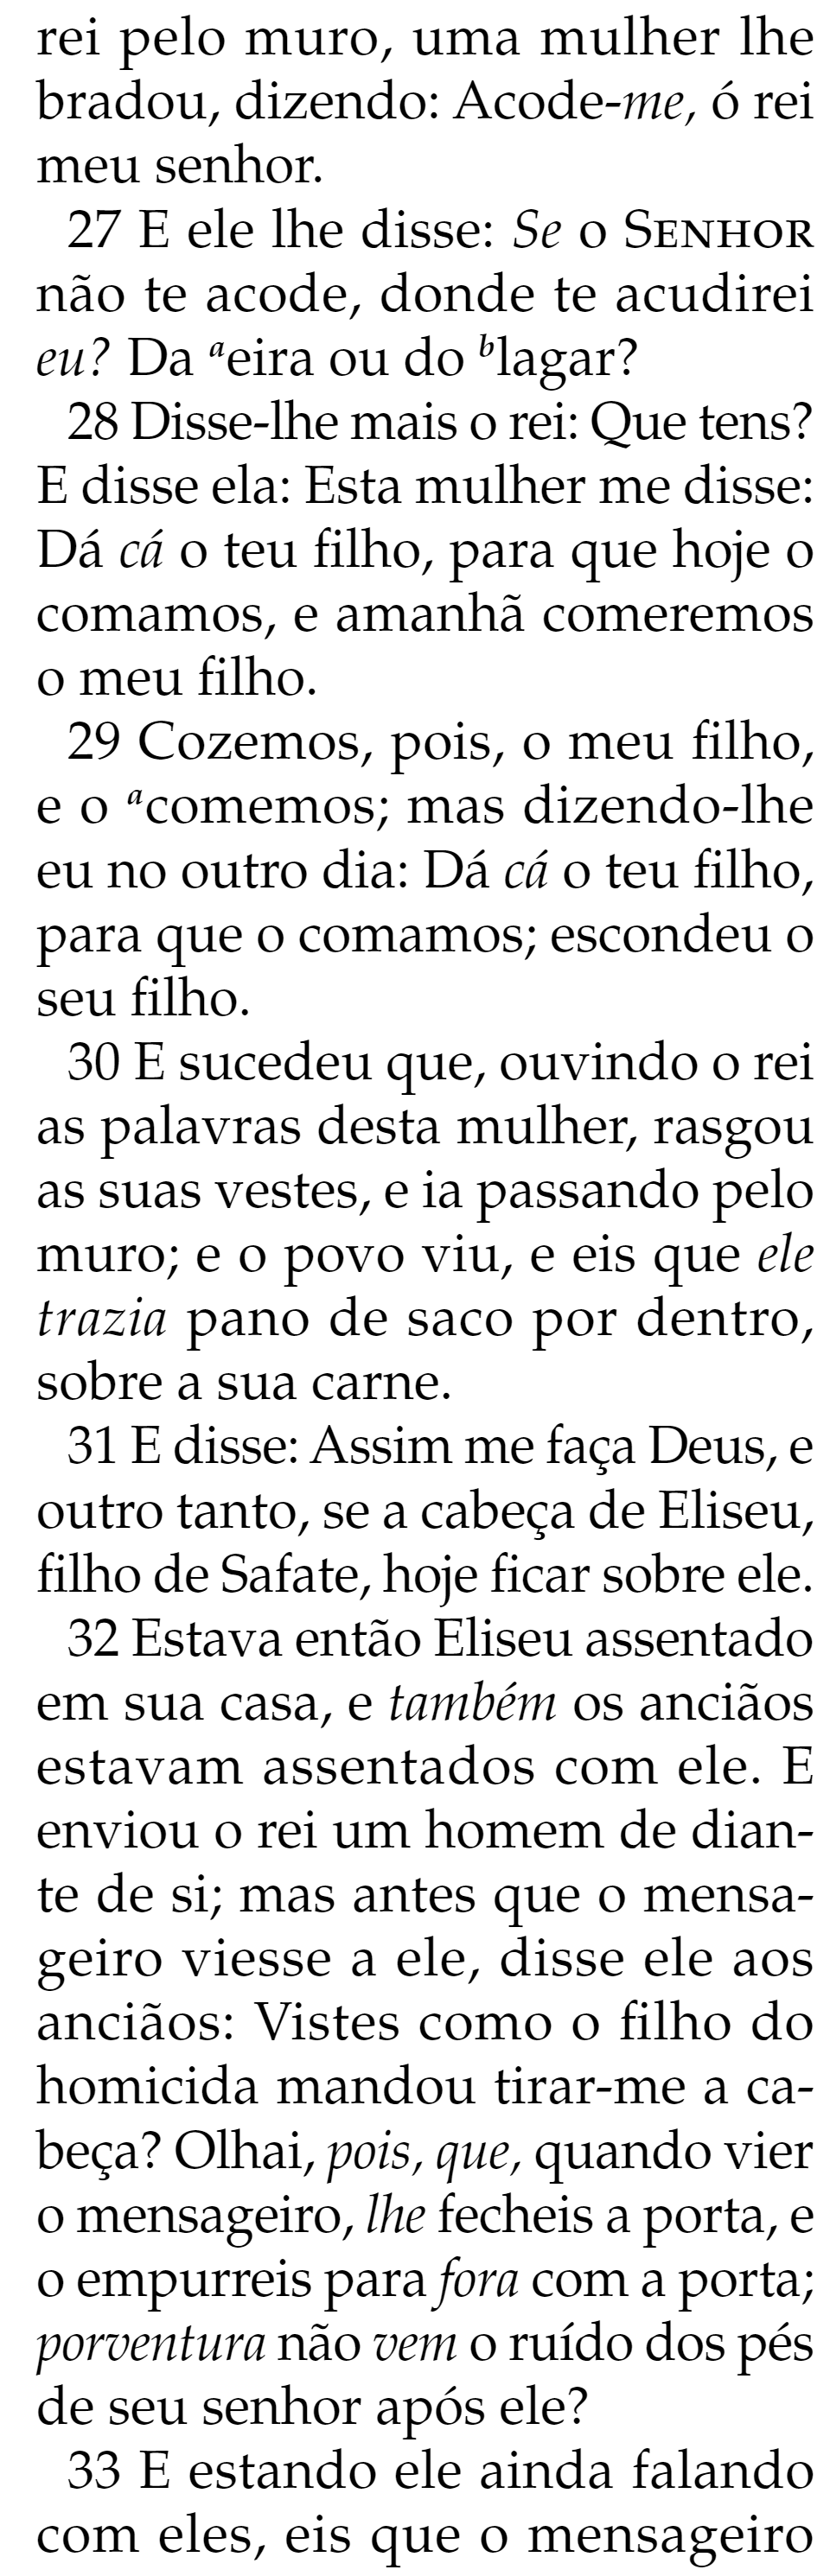 rei pelo muro, uma mulher lhe
bradou, dizendo: Acode-me, ó rei
meu senhor.
27 E ele lhe disse: Se o SENHOR
não te acode, donde te acudirei
eu? Da aeira ou do blagar?
28 Disse-lhe mais o rei: Que tens?
E disse ela: Esta mulher me disse:
Dá cá o teu filho, para que hoje o
comamos, e amanhã comeremos
o meu filho.
29 Cozemos, pois, o meu filho,
e o acomemos; mas dizendo-lhe
eu no outro dia: Dá cá o teu filho,
para que o comamos; escondeu o
seu filho.
30 E sucedeu que, ouvindo o rei
as palavras desta mulher, rasgou
as suas vestes, e ia passando pelo
muro; e o povo viu, e eis que ele
trazia pano de saco por dentro,
sobre a sua carne.
31 E disse: Assim me faça Deus, e
outro tanto, se a cabeça de Eliseu,
filho de Safate, hoje ficar sobre ele.
32 Estava então Eliseu assentado
em sua casa, e também os anciãos
estavam assentados com ele. E
enviou o rei um homem de dian-
te de si; mas antes que o mensa-
geiro viesse a ele, disse ele aos
anciãos: Vistes como o filho do
homicida mandou tirar-me a ca-
beça? Olhai, pois, que, quando vier
o mensageiro, lhe fecheis a porta, e
o empurreis para fora com a porta;
porventura não vem o ruído dos pés
de seu senhor após ele?
33 E estando ele ainda falando
com eles, eis que o mensageiro